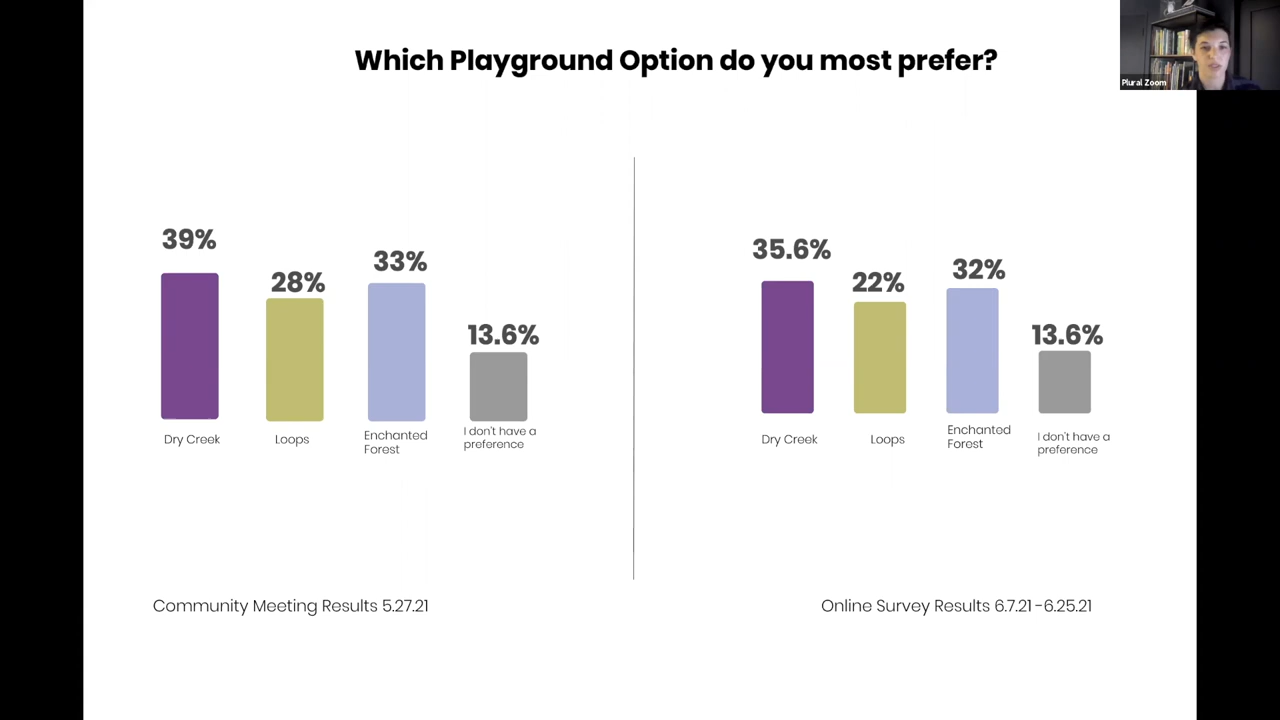 Which Playground Option do you most prefer?
Plural Zoom
39%
28%
33%
13.6%
Dry Creek
Loops
Enchanted
Forest
I don't have a
preference
Community Meeting Results 5.27.21
35.6%
22%
32%
13.6%
Dry Creek
Loops
Enchanted
Forest
I don't have a
preference
Online Survey Results 6.7.21 -6.25.21